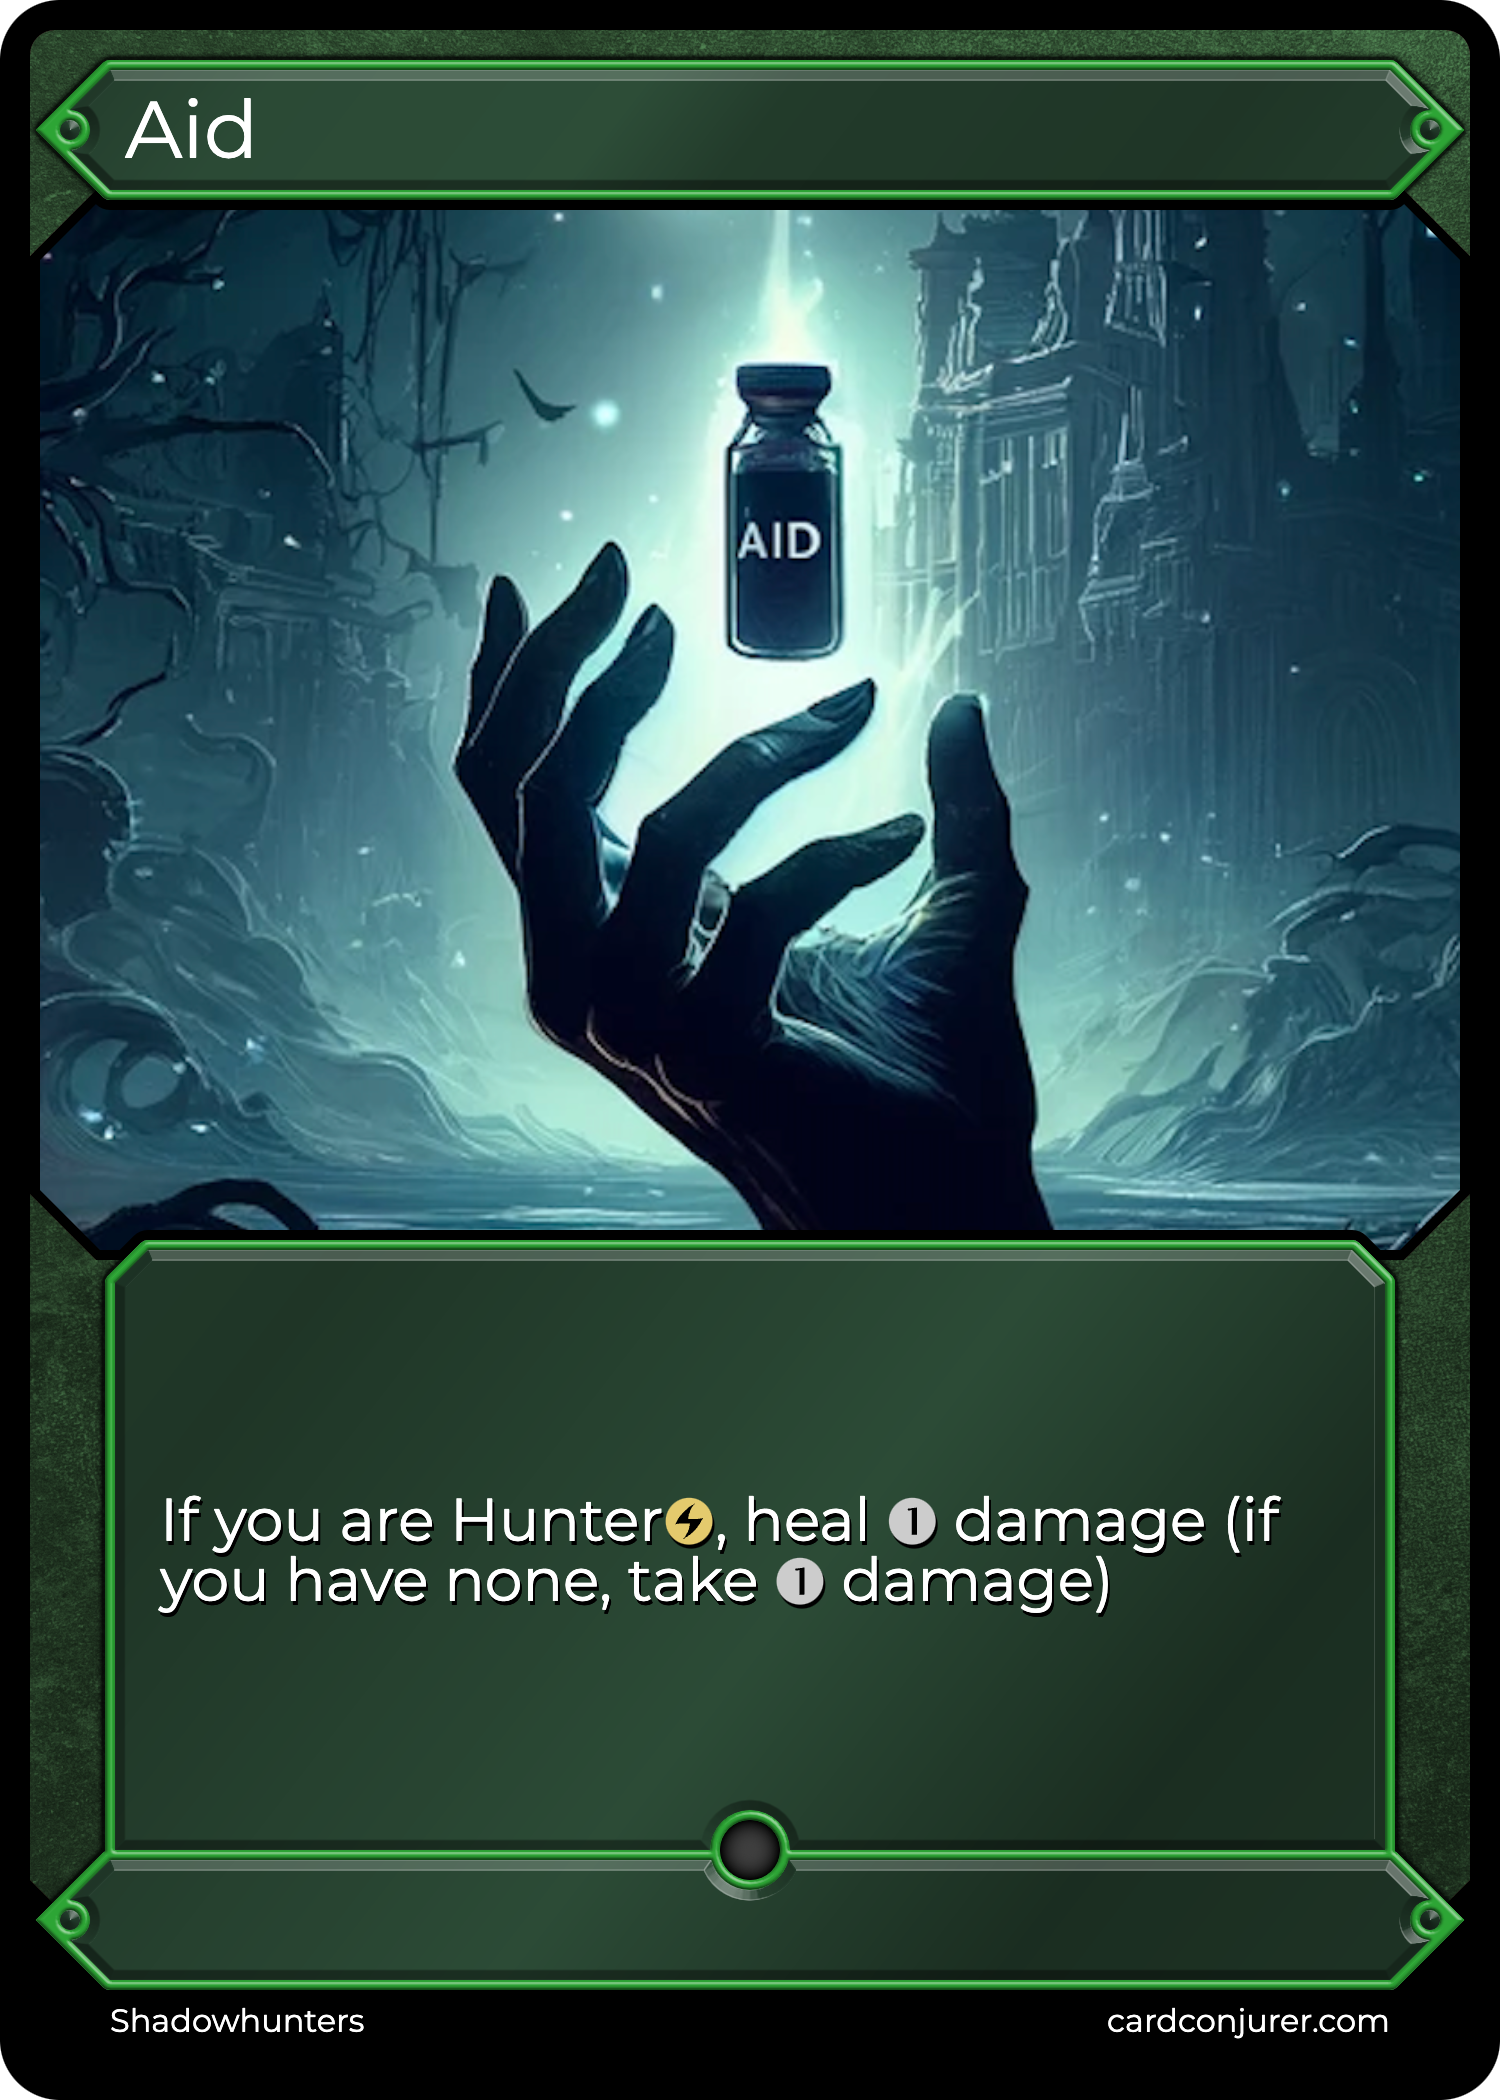 Aid
AID
If you are Hunter, heal 1 damage (if
you have none, take 1 damage)
Shadowhunters
cardconjurer.com